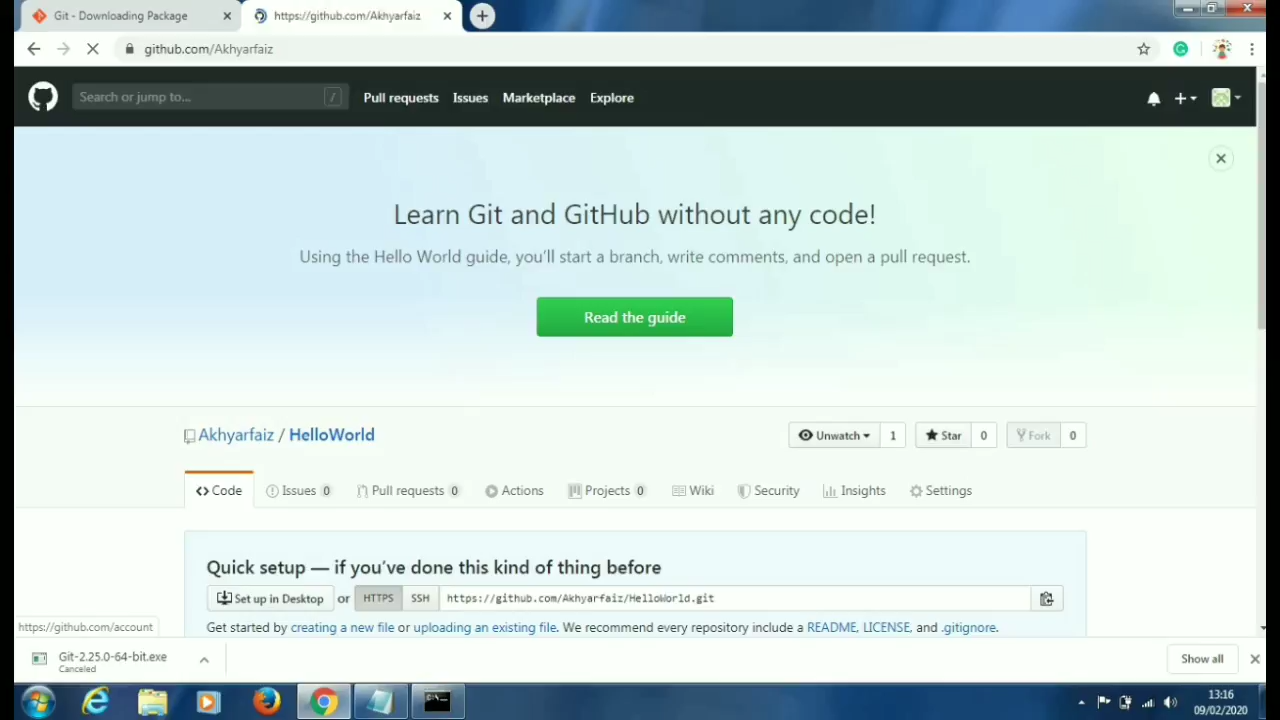 Git - Downloading Package
https://github.com/Akhyarfaiz
github.com/Akhyarfaiz
Search or jump to... /
Pull requests Issues Marketplace Explore
Learn Git and GitHub without any code!
Using the Hello World guide, you'll start a branch, write comments, and open a pull request.
Read the guide
Akhyarfaiz / HelloWorld
Unwatch 1 Star 0 Fork 0
Code Issues 0 Pull requests 0 Actions Projects 0 Wiki Security Insights Settings
Quick setup — if you've done this kind of thing before
Set up in Desktop or HTTPS SSH https://github.com/Akhyarfaiz/HelloWorld.git
Get started by creating a new file or uploading an existing file. We recommend every repository include a README, LICENSE, and .gitignore.
https://github.com/account
Git-2.25.0-64-bit.exe
Canceled
Show all
13:16
09/02/2020